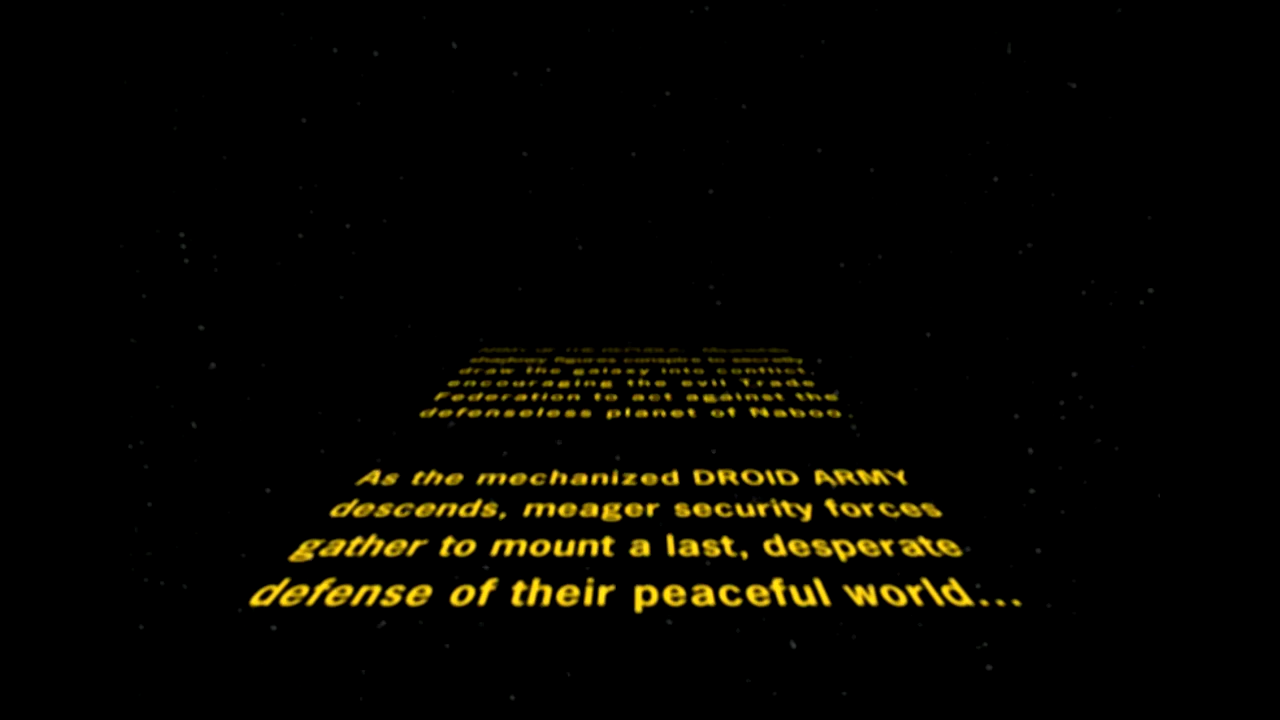 shadowy figures conspire to secretly
draw the galaxy into conflict,
encouraging the evil Trade
Federation to act against the
defenseless planet of Naboo
As the mechanized DROID ARMY
descends, meager security forces
gather to mount a last, desperate
defense of their peaceful world...